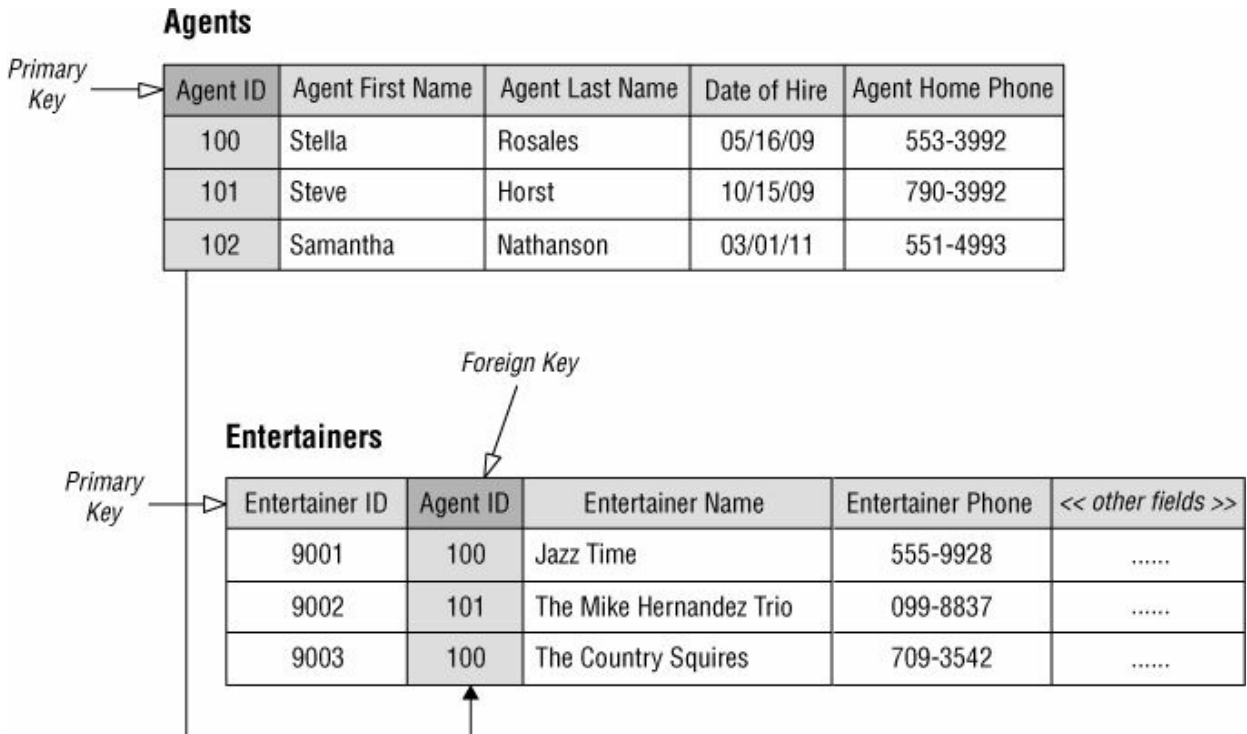 Agents
Primary Key
Agent ID Agent First Name Agent Last Name Date of Hire Agent Home Phone
100 Stella Rosales 05/16/09 553-3992
101 Steve Horst 10/15/09 790-3992
102 Samantha Nathanson 03/01/11 551-4993
Foreign Key
Entertainers
Primary Key
Entertainer ID Agent ID Entertainer Name Entertainer Phone << other fields >>
9001 100 Jazz Time 555-9928 ......
9002 101 The Mike Hernandez Trio 099-8837 ......
9003 100 The Country Squires 709-3542 ......